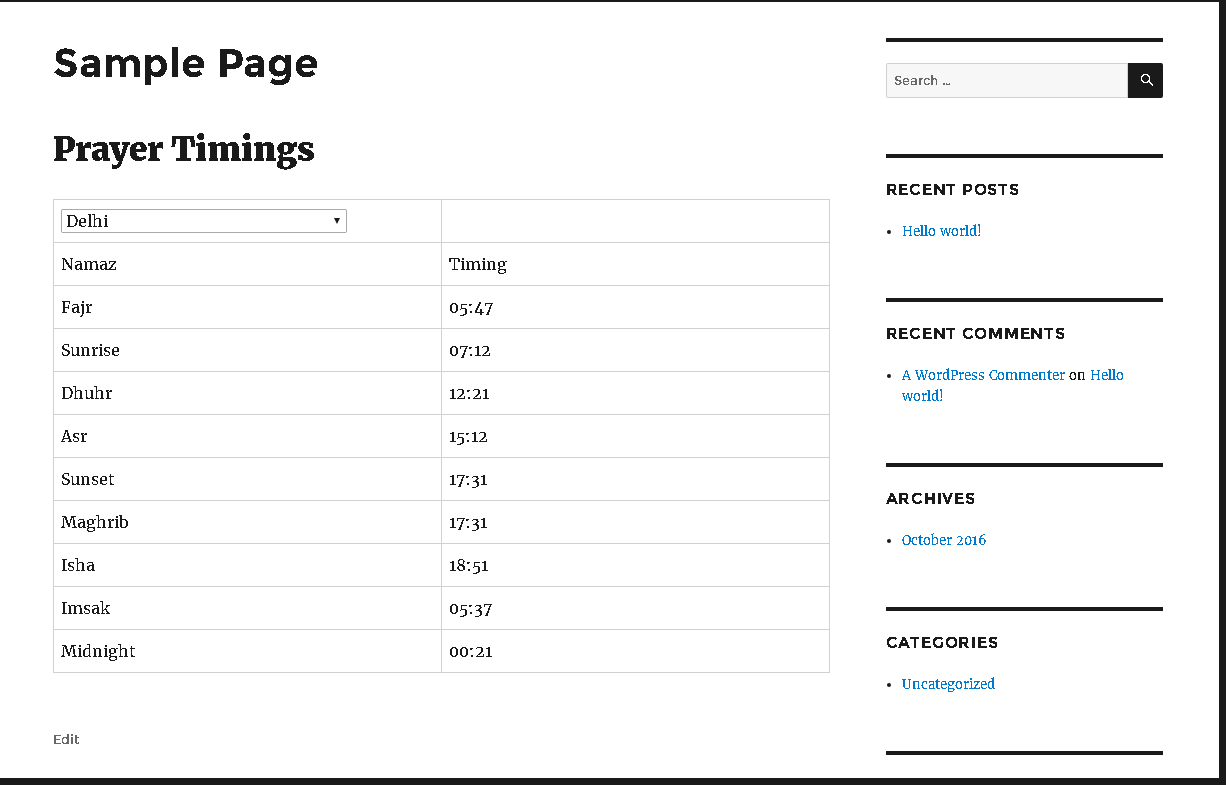 Sample Page
Prayer Timings
Delhi
Namaz Timing
Fajr 05:47
Sunrise 07:12
Dhuhr 12:21
Asr 15:12
Sunset 17:31
Maghrib 17:31
Isha 18:51
Imsak 05:37
Midnight 00:21
Edit
Search …
RECENT POSTS
Hello world!
RECENT COMMENTS
A WordPress Commenter on Hello
world!
ARCHIVES
October 2016
CATEGORIES
Uncategorized